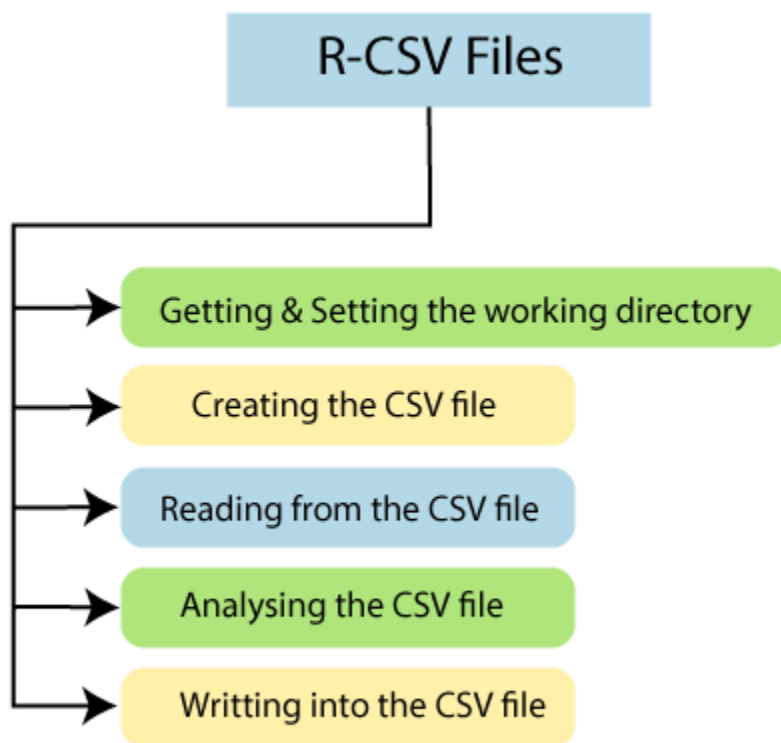 R-CSV Files
Getting & Setting the working directory
Creating the CSV file
Reading from the CSV file
Analysing the CSV file
Writting into the CSV file